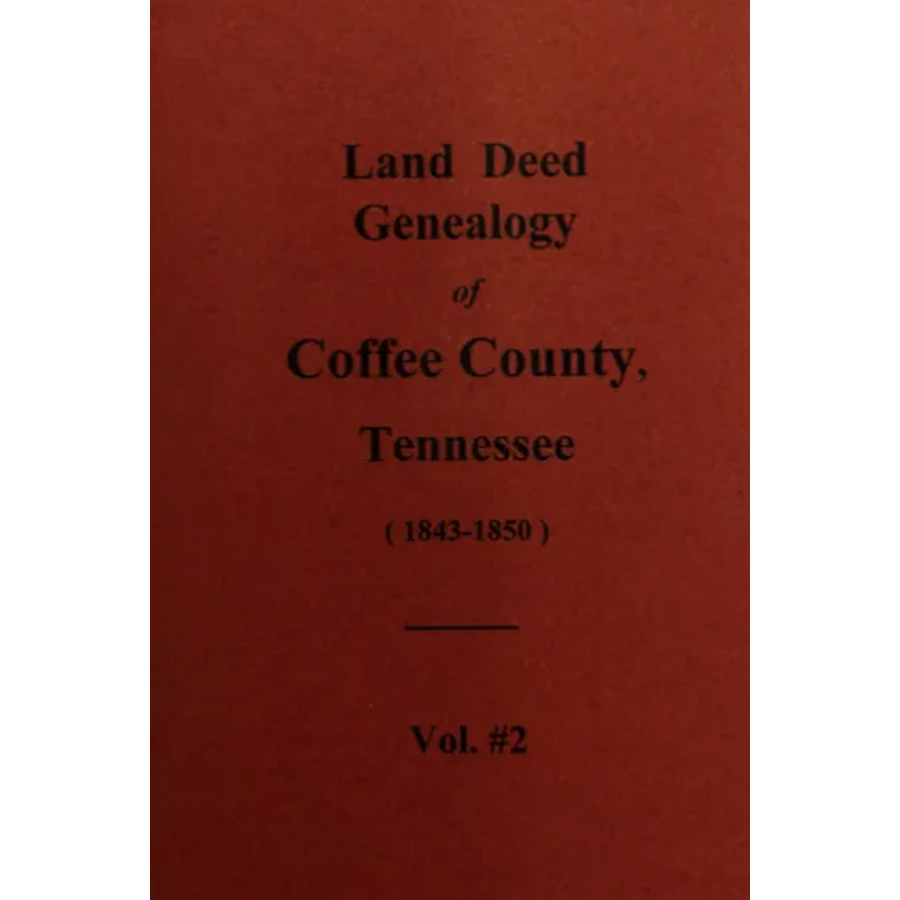 Land Deed
Genealogy
of
Coffee County,
Tennessee
( 1843-1850 )
Vol. #2